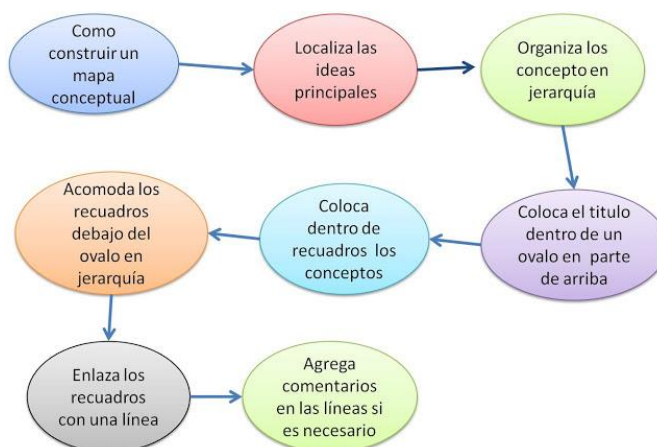 Como
construir un
mapa
conceptual
Localiza las
ideas
principales
Organiza los
concepto en
jerarquía
Coloca el titulo
dentro de un
ovalo en parte
de arriba
Coloca
dentro de
recuadros los
conceptos
Acomoda los
recuadros
debajo del
ovalo en
jerarquía
Enlaza los
recuadros
con una línea
Agrega
comentarios
en las líneas si
es necesario